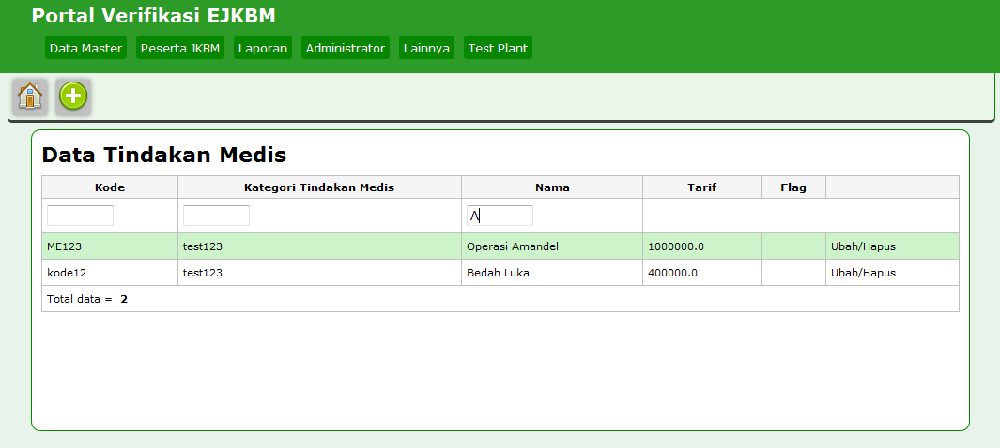 Portal Verifikasi EJKBM
Data Master Peserta JKBM Laporan Administrator Lainnya Test Plant
Data Tindakan Medis
Kode Kategori Tindakan Medis Nama Tarif Flag
A
ME123 test123 Operasi Amandel 1000000.0 Ubah/Hapus
kode12 test123 Bedah Luka 400000.0 Ubah/Hapus
Total data = 2